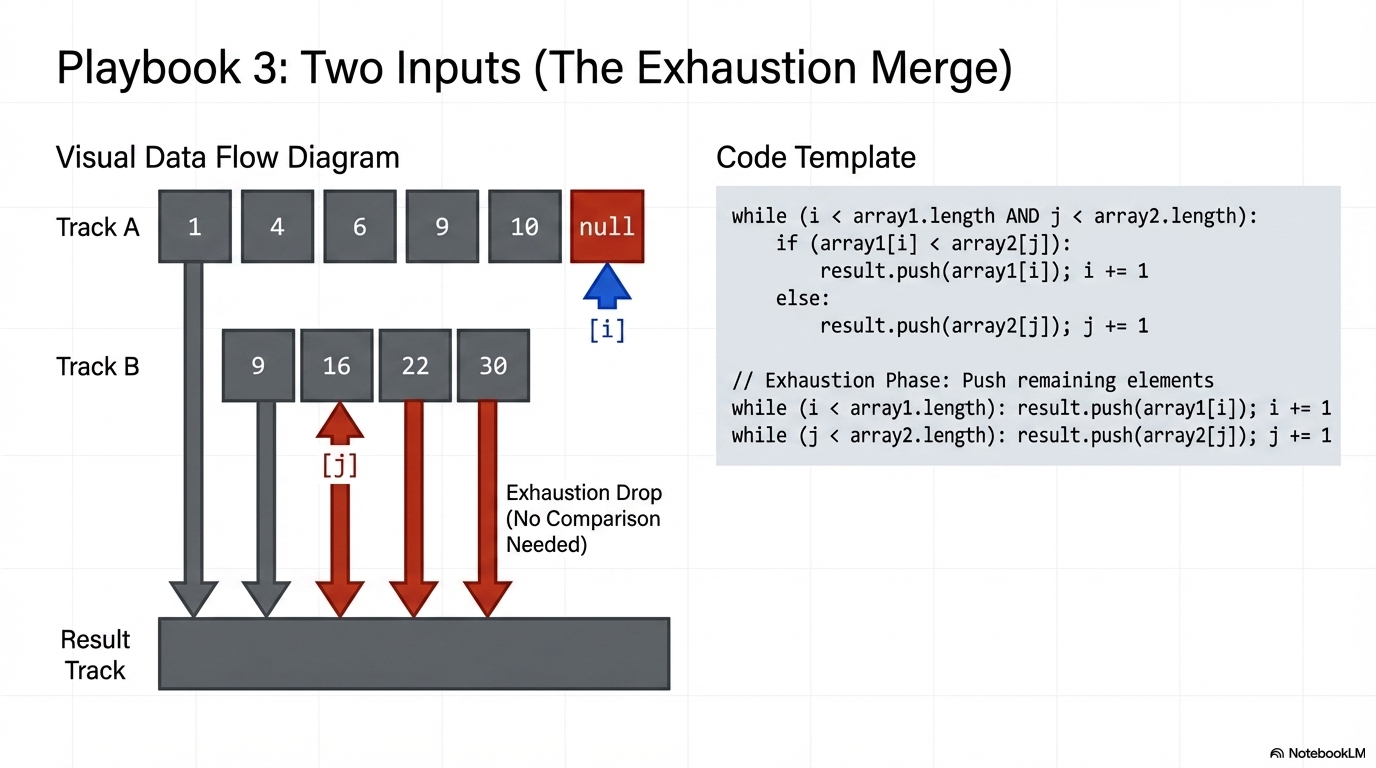 Playbook 3: Two Inputs (The Exhaustion Merge)
Visual Data Flow Diagram
Track A
1
4
6
9
10
null
[i]
Track B
9
16
22
30
[j]
Exhaustion Drop
(No Comparison
Needed)
Result
Track
Code Template
while (i < array1.length AND j < array2.length):
    if (array1[i] < array2[j]):
        result.push(array1[i]); i += 1
    else:
        result.push(array2[j]); j += 1
// Exhaustion Phase: Push remaining elements
while (i < array1.length): result.push(array1[i]); i += 1
while (j < array2.length): result.push(array2[j]); j += 1
NotebookLM